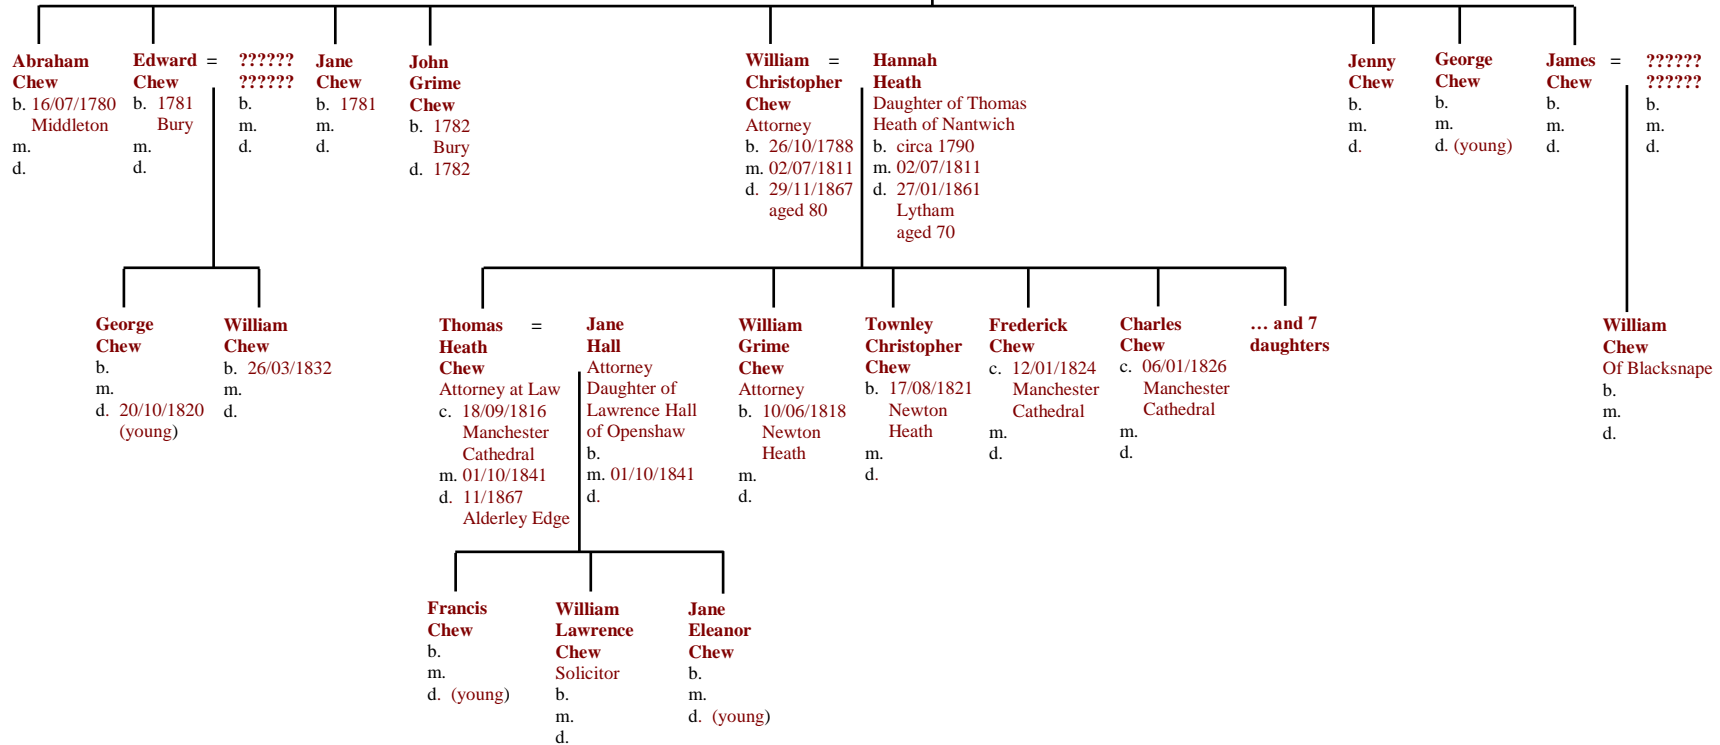 Abraham
Chew
b. 16/07/1780
Middleton
m.
d.
Edward =
Chew
b. 1781
Bury
m.
d.
??????
??????
b.
m.
d.
Jane
Chew
b. 1781
m.
d.
John
Grime
Chew
b. 1782
Bury
d. 1782
William =
Christopher
Chew
Attorney
b. 26/10/1788
m. 02/07/1811
d. 29/11/1867
aged 80
Hannah
Heath
Daughter of Thomas
Heath of Nantwich
b. circa 1790
m. 02/07/1811
d. 27/01/1861
Lytham
aged 70
Jenny
Chew
b.
m.
d.
George
Chew
b.
m.
d. (young)
James =
Chew
b.
m.
d.
??????
??????
b.
m.
d.
George
Chew
b.
m.
d. 20/10/1820
(young)
William
Chew
b. 26/03/1832
m.
d.
Thomas =
Heath
Chew
Attorney at Law
c. 18/09/1816
Manchester
Cathedral
m. 01/10/1841
d. 11/1867
Alderley Edge
Jane
Hall
Attorney
Daughter of
Lawrence Hall
of Openshaw
b.
m. 01/10/1841
d.
William
Grime
Chew
Attorney
b. 10/06/1818
Newton
Heath
m.
d.
Townley
Christopher
Chew
b. 17/08/1821
Newton
Heath
m.
d.
Frederick
Chew
c. 12/01/1824
Manchester
Cathedral
m.
d.
Charles
Chew
c. 06/01/1826
Manchester
Cathedral
m.
d.
… and 7
daughters
William
Chew
Of Blacksnape
b.
m.
d.
Francis
Chew
b.
m.
d. (young)
William
Lawrence
Chew
Solicitor
b.
m.
d.
Jane
Eleanor
Chew
b.
m.
d. (young)